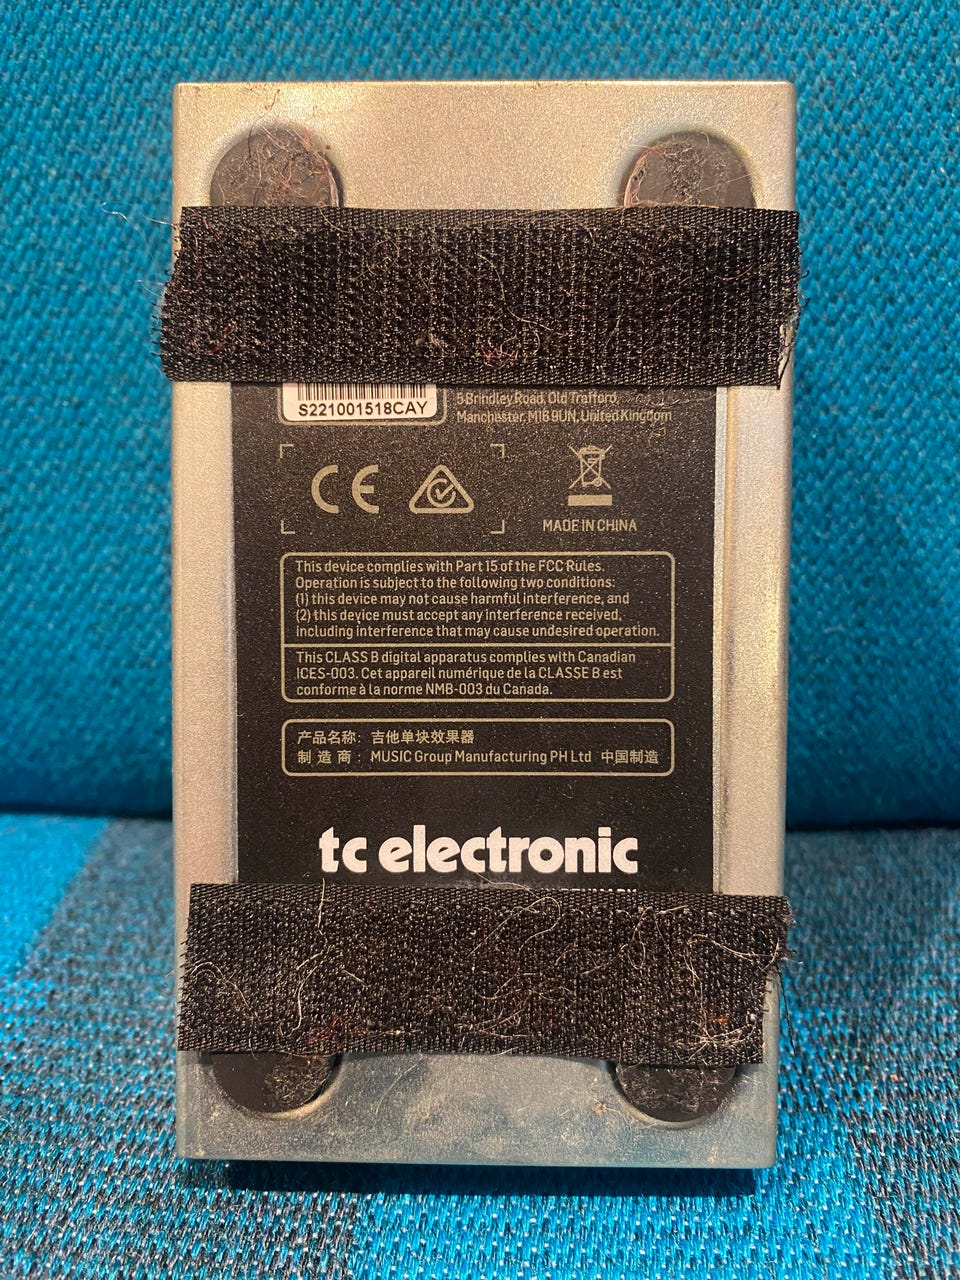 S221001518CAY
5 Brindley Road, Old Trafford,
Manchester, M16 9UN, United Kingdom
CE
MADE IN CHINA
This device complies with Part 15 of the FCC Rules.
Operation is subject to the following two conditions:
(1) this device may not cause harmful interference, and
(2) this device must accept any interference received,
including interference that may cause undesired operation.
This CLASS B digital apparatus complies with Canadian
ICES-003. Cet appareil numérique de la CLASSE B est
conforme à la norme NMB-003 du Canada.
产品名称: 吉他单块效果器
制 造 商 : MUSIC Group Manufacturing PH Ltd 中国制造
tc electronic